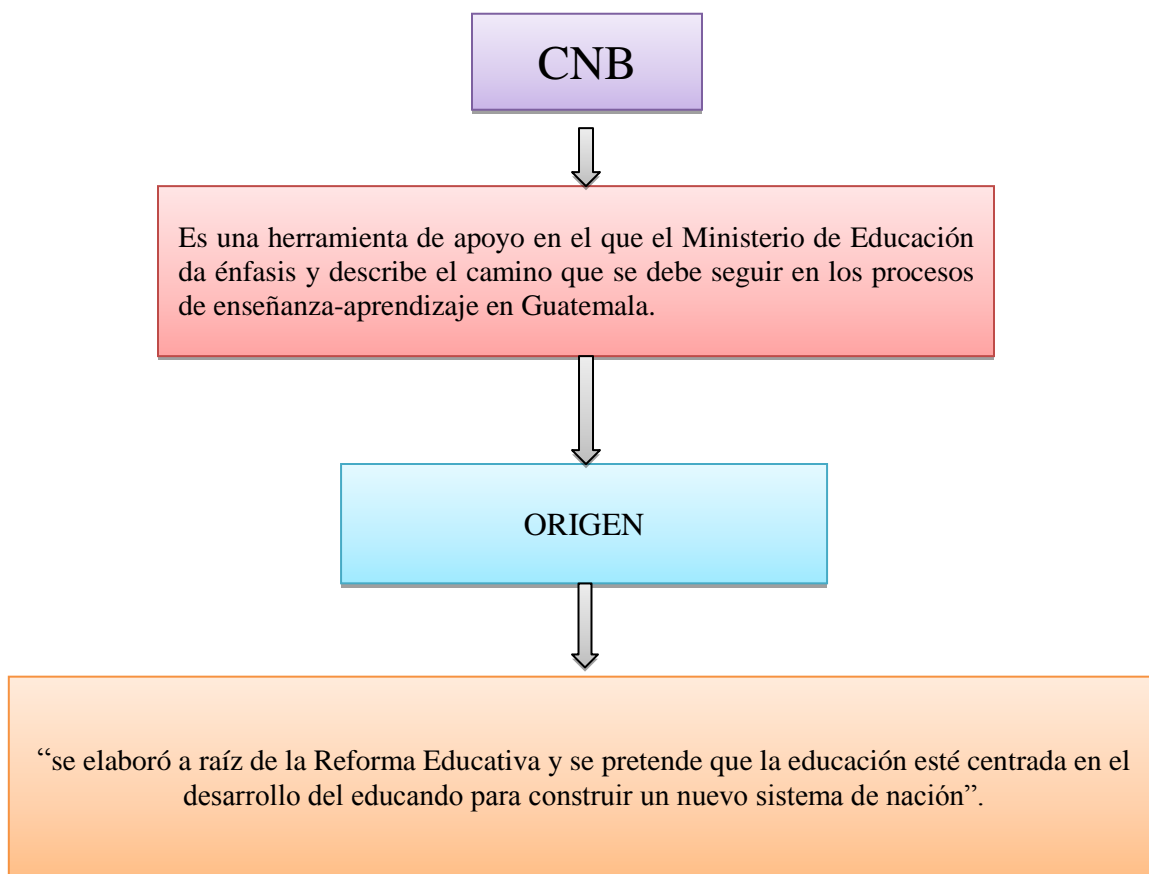 CNB
Es una herramienta de apoyo en el que el Ministerio de Educación
da énfasis y describe el camino que se debe seguir en los procesos
de enseñanza-aprendizaje en Guatemala.
ORIGEN
“se elaboró a raíz de la Reforma Educativa y se pretende que la educación esté centrada en el
desarrollo del educando para construir un nuevo sistema de nación”.